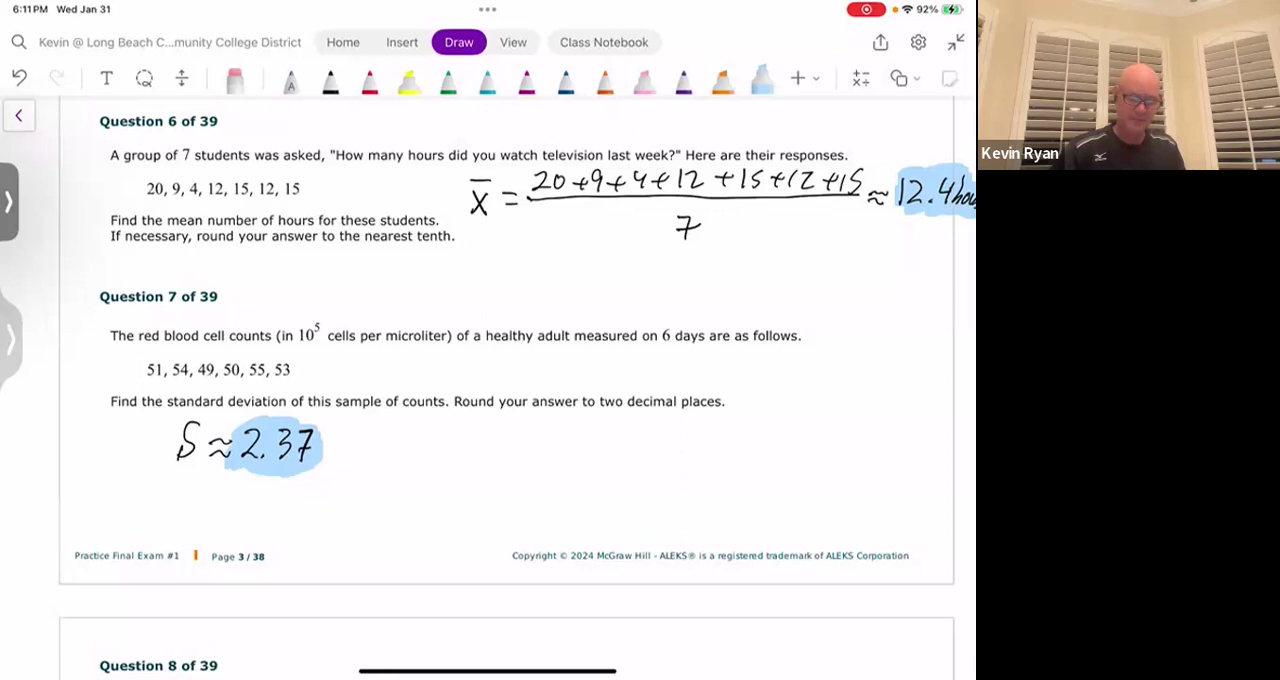 6:11PM Wed Jan 31
92%
Kevin @ Long Beach C...munity College District Home Insert Draw View Class Notebook
T A
Question 6 of 39
A group of 7 students was asked, "How many hours did you watch television last week?" Here are their responses.
20, 9, 4, 12, 15, 12, 15
Find the mean number of hours for these students.
If necessary, round your answer to the nearest tenth.
x̅ = 20+9+4+12+15+12+15 / 7 ≈ 12.4 hou
Question 7 of 39
The red blood cell counts (in 10⁵ cells per microliter) of a healthy adult measured on 6 days are as follows.
51, 54, 49, 50, 55, 53
Find the standard deviation of this sample of counts. Round your answer to two decimal places.
S ≈ 2.37
Practice Final Exam #1 Page 3 / 38 Copyright © 2024 McGraw Hill - ALEKS® is a registered trademark of ALEKS Corporation
Question 8 of 39
Kevin Ryan